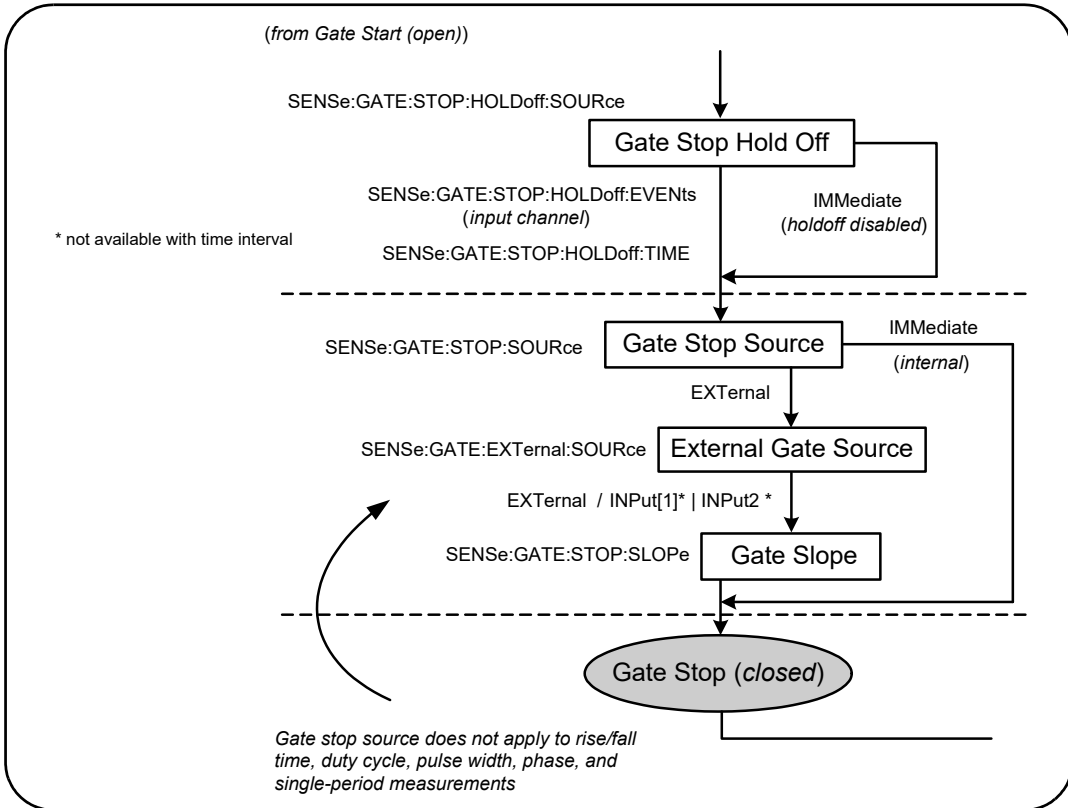 (from Gate Start (open))
SENSe:GATE:STOP:HOLDoff:SOURce
Gate Stop Hold Off
SENSe:GATE:STOP:HOLDoff:EVENts
(input channel)
IMMediate
(holdoff disabled)
* not available with time interval
SENSe:GATE:STOP:HOLDoff:TIME
SENSe:GATE:STOP:SOURce
Gate Stop Source
IMMediate
(internal)
EXTernal
SENSe:GATE:EXTernal:SOURce
External Gate Source
EXTernal / INPut[1]* | INPut2 *
SENSe:GATE:STOP:SLOPe
Gate Slope
Gate Stop (closed)
Gate stop source does not apply to rise/fall
time, duty cycle, pulse width, phase, and
single-period measurements